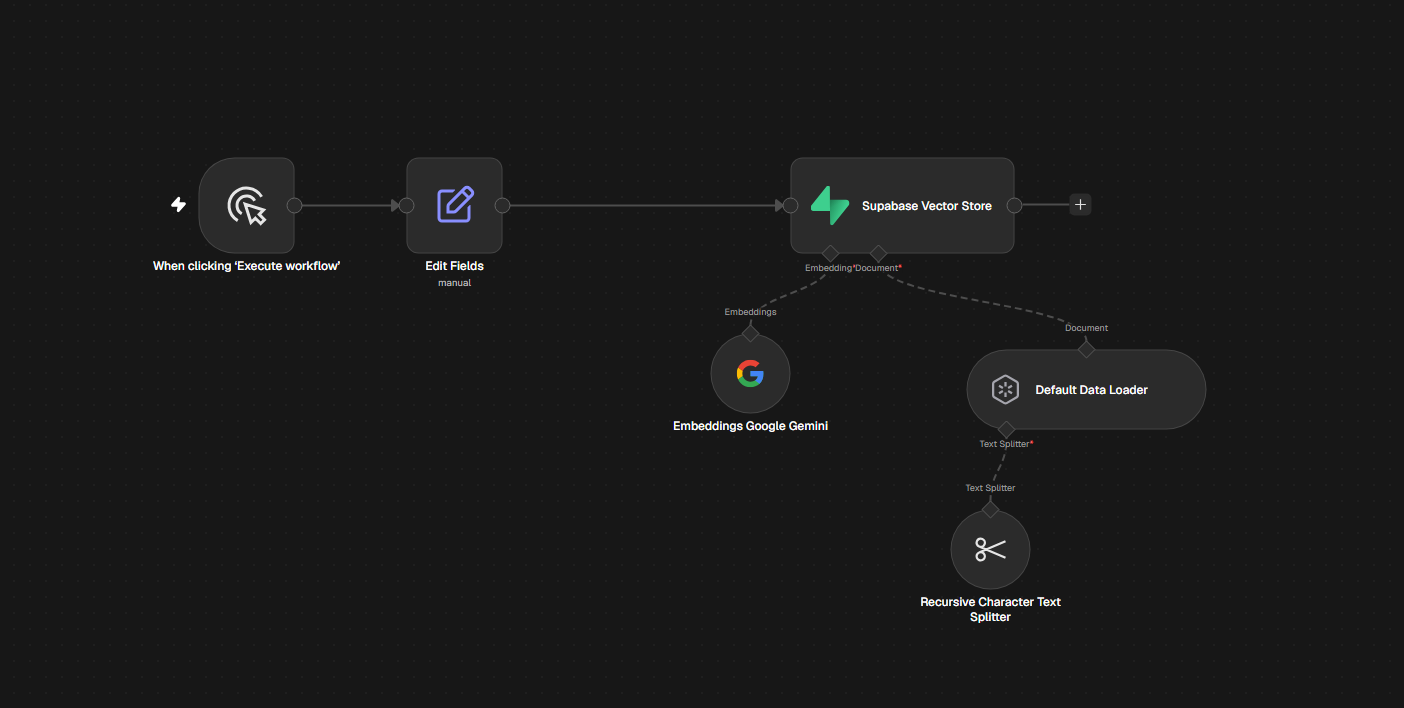 When clicking ‘Execute workflow’
Edit Fields
manual
Supabase Vector Store
Embedding*
Document*
Embeddings
Embeddings Google Gemini
Document
Default Data Loader
Text Splitter*
Text Splitter
Recursive Character Text
Splitter